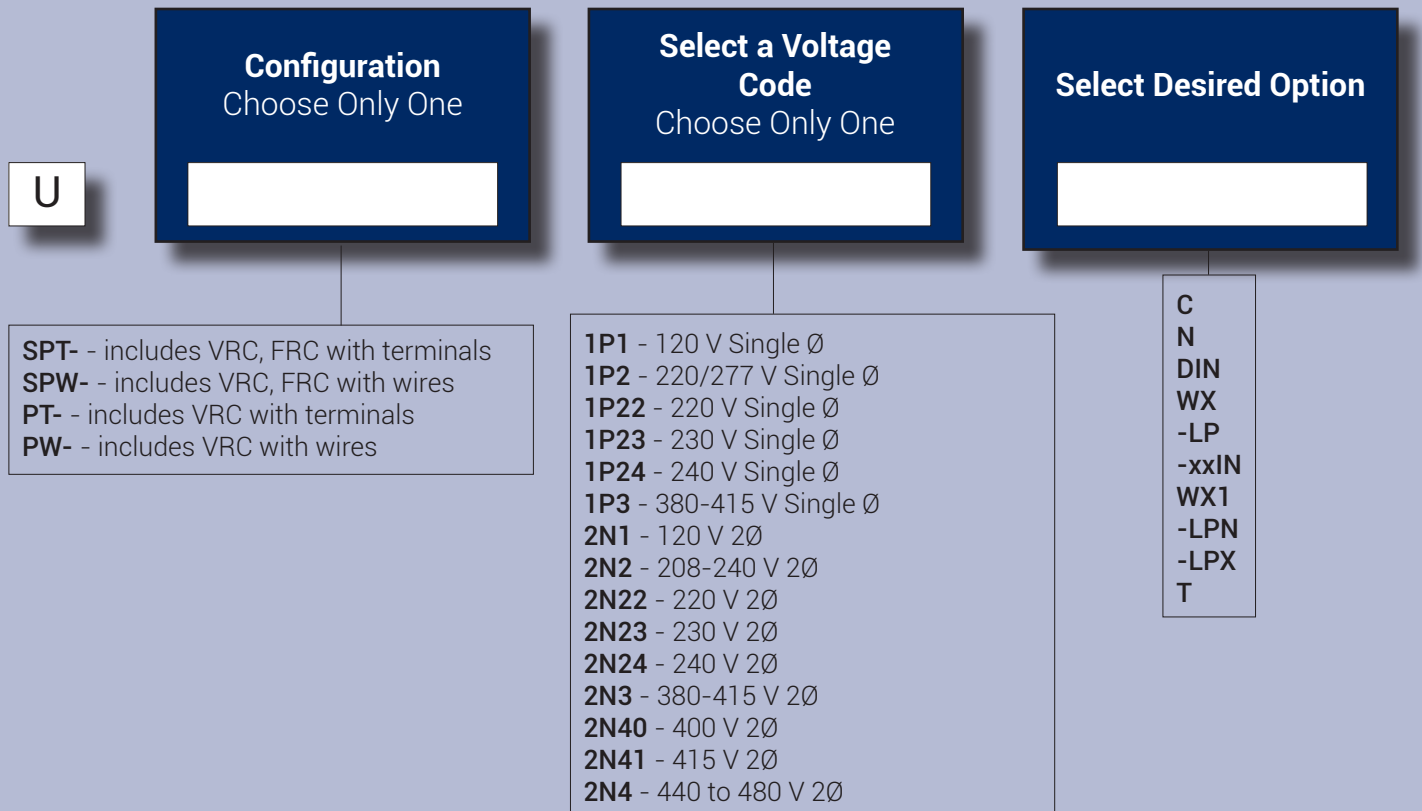 U
Configuration
Choose Only One
SPT- - includes VRC, FRC with terminals
SPW- - includes VRC, FRC with wires
PT- - includes VRC with terminals
PW- - includes VRC with wires
Select a Voltage
Code
Choose Only One
1P1 - 120 V Single Ø
1P2 - 220/277 V Single Ø
1P22 - 220 V Single Ø
1P23 - 230 V Single Ø
1P24 - 240 V Single Ø
1P3 - 380-415 V Single Ø
2N1 - 120 V 2Ø
2N2 - 208-240 V 2Ø
2N22 - 220 V 2Ø
2N23 - 230 V 2Ø
2N24 - 240 V 2Ø
2N3 - 380-415 V 2Ø
2N40 - 400 V 2Ø
2N41 - 415 V 2Ø
2N4 - 440 to 480 V 2Ø
Select Desired Option
C
N
DIN
WX
-LP
-xxIN
WX1
-LPN
-LPX
T